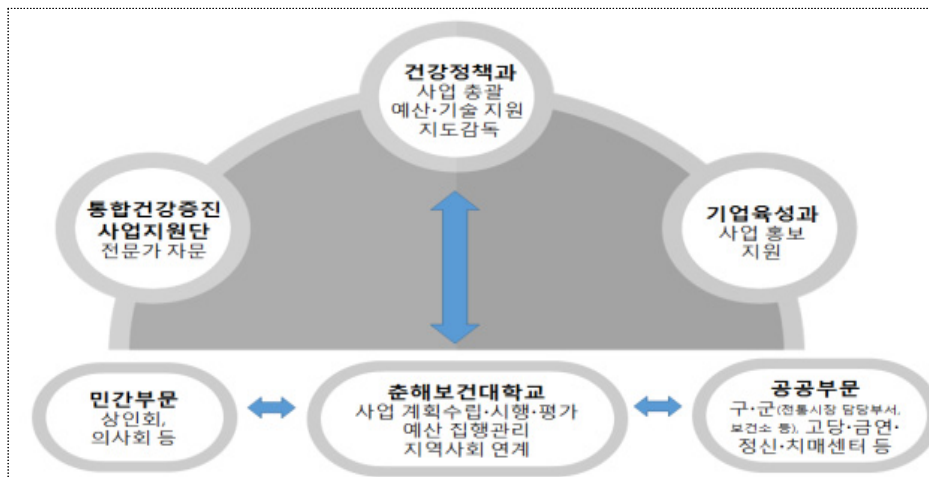 건강정책과
사업 총괄
예산·기술 지원
지도감독
통합건강증진
사업지원단
전문가 자문
기업육성과
사업 홍보
지원
민간부문
상인회,
의사회 등
춘해보건대학교
사업 계획수립·시행·평가
예산 집행관리
지역사회 연계
공공부문
구·군(전통시장 담당부서,
보건소 등), 고당·금연·
정신·치매센터 등